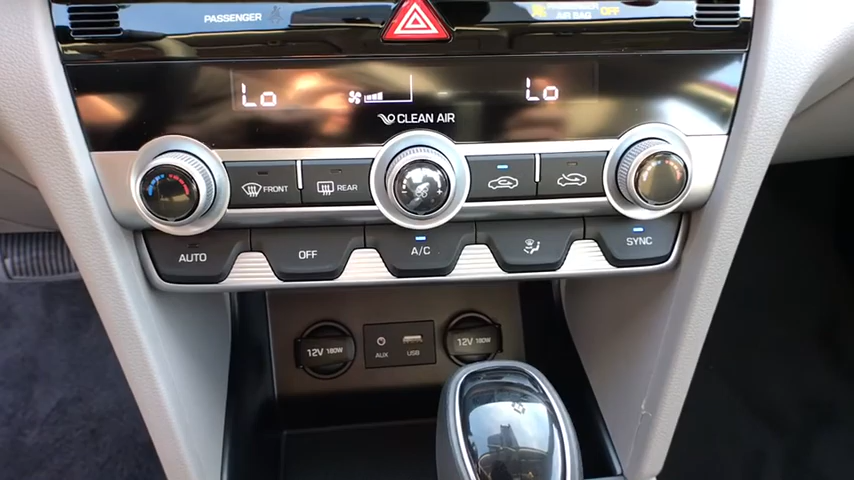 PASSENGER
PASSENGER
AIR BAG OFF
Lo
Lo
CLEAN AIR
FRONT
REAR
AUTO
OFF
A/C
SYNC
12V 180W
AUX
USB
12V 180W